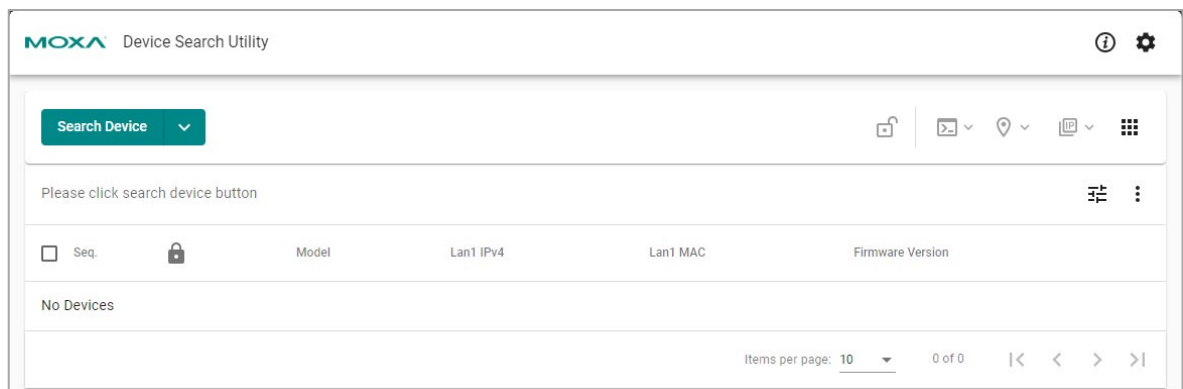 MOXA Device Search Utility
Search Device
IP
Please click search device button
Seq. Model Lan1 IPv4 Lan1 MAC Firmware Version
No Devices
Items per page: 10 0 of 0